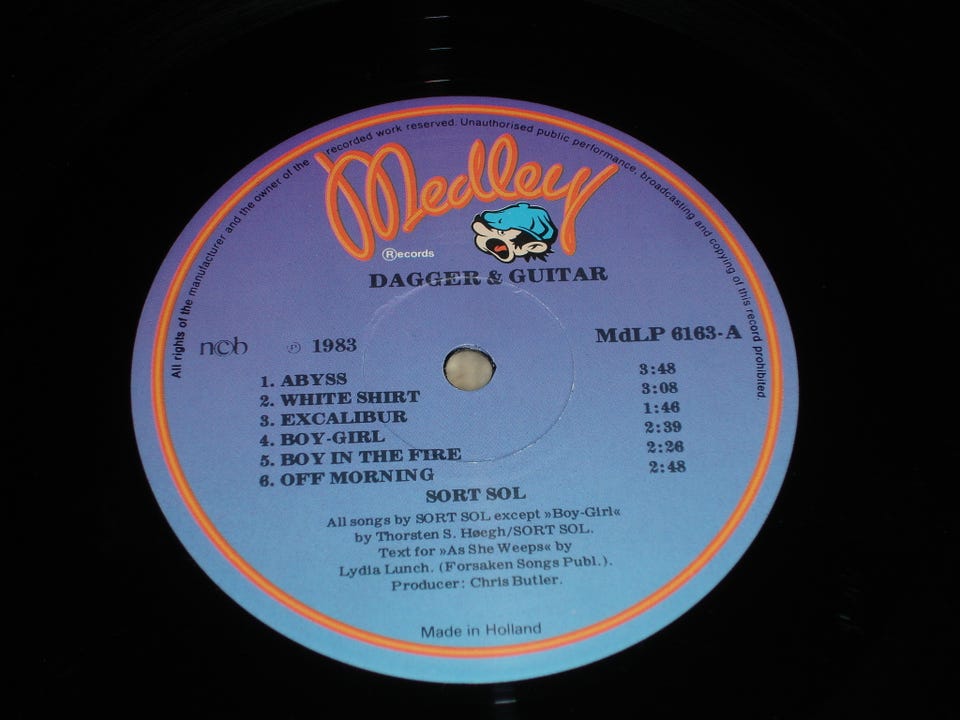 All rights of the manufacturer and the owner of the recorded work reserved. Unauthorised public performance, broadcasting and copying of this record prohibited.
Medley
Records
DAGGER & GUITAR
n©b ℗ 1983 MdLP 6163-A
1. ABYSS 3:48
2. WHITE SHIRT 3:08
3. EXCALIBUR 1:46
4. BOY-GIRL 2:39
5. BOY IN THE FIRE 2:26
6. OFF MORNING 2:48
SORT SOL
All songs by SORT SOL except »Boy-Girl«
by Thorsten S. Høegh/SORT SOL.
Text for »As She Weeps« by
Lydia Lunch. (Forsaken Songs Publ.).
Producer: Chris Butler.
Made in Holland